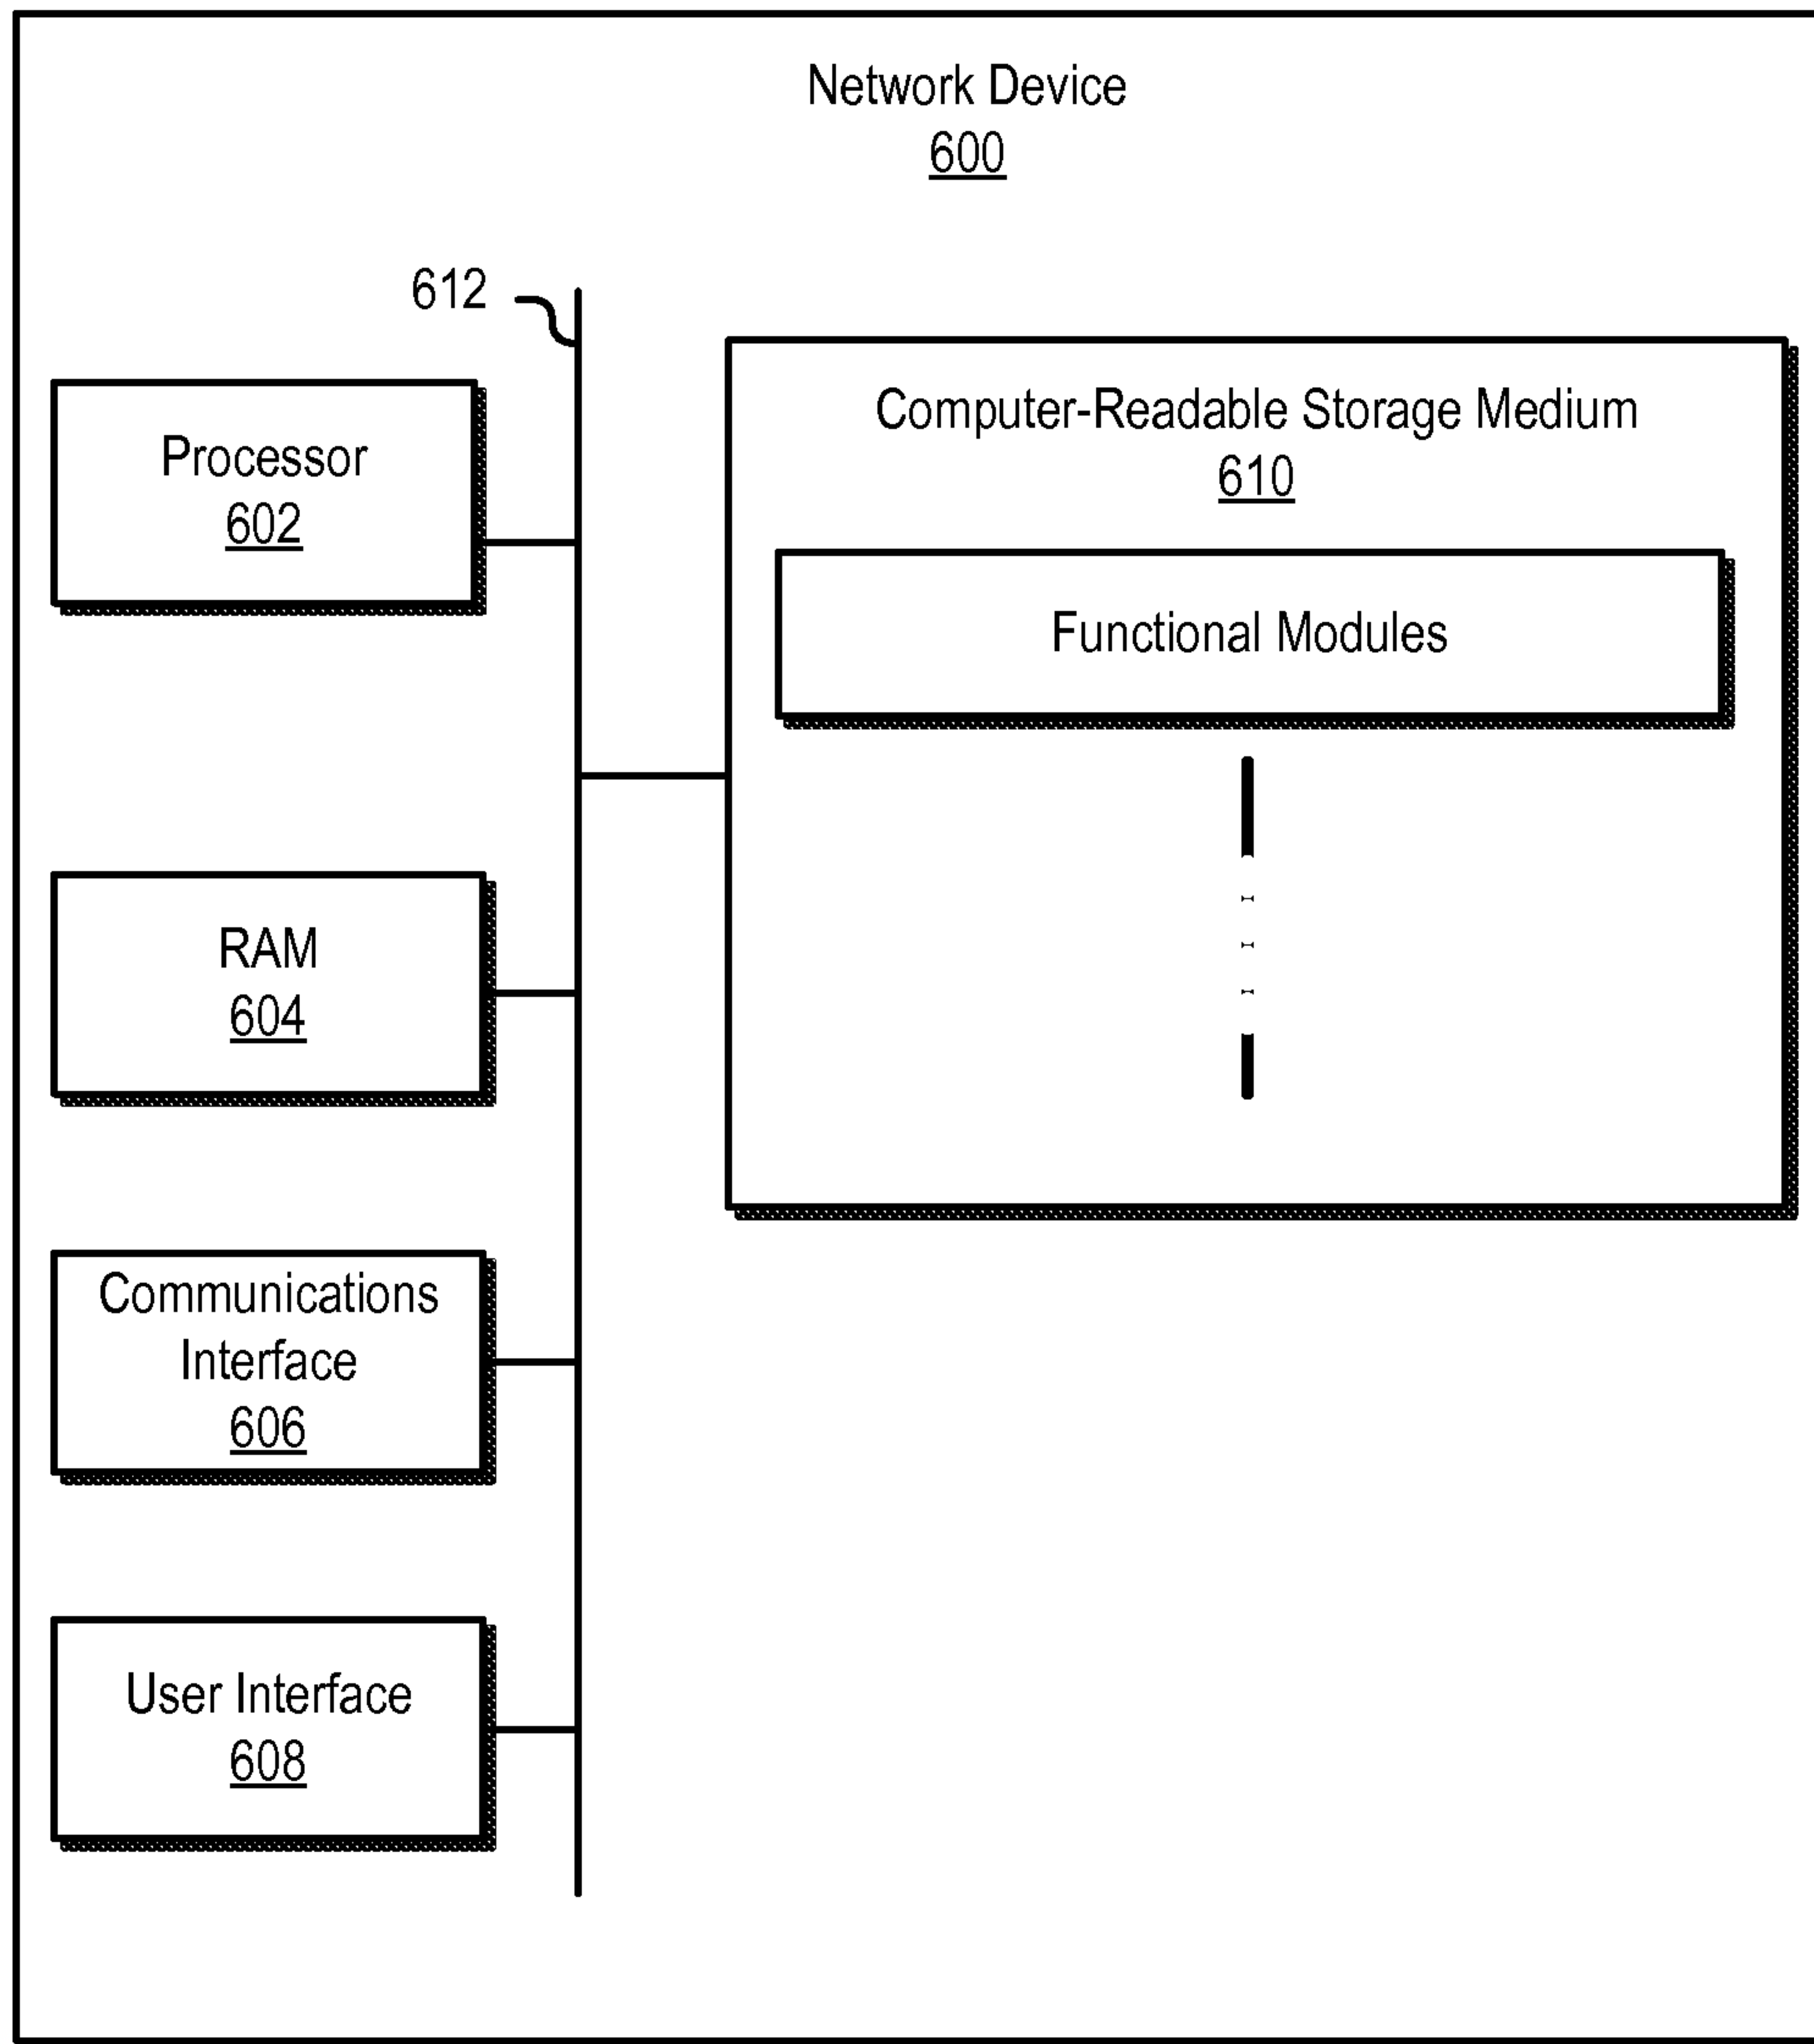 Network Device
600
612
Processor
602
Computer-Readable Storage Medium
610
Functional Modules
RAM
604
Communications
Interface
606
User Interface
608